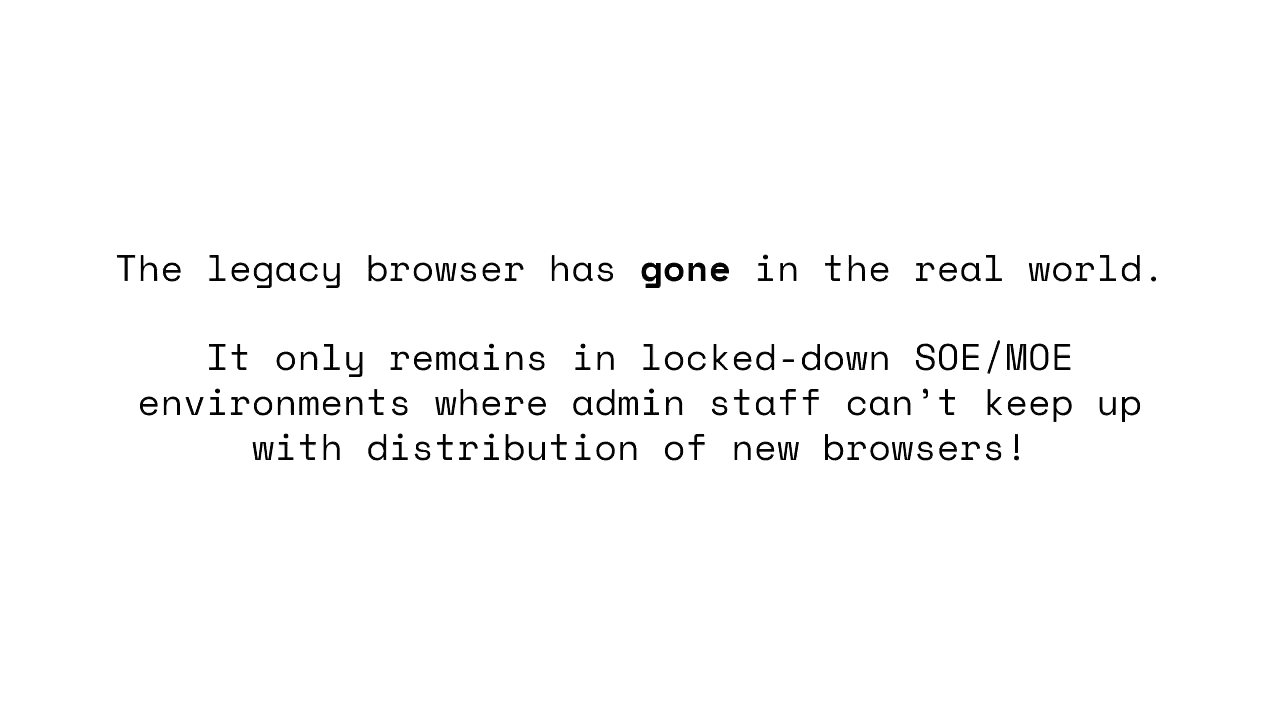 The legacy browser has gone in the real world.
It only remains in locked-down SOE/MOE
environments where admin staff can’t keep up
with distribution of new browsers!